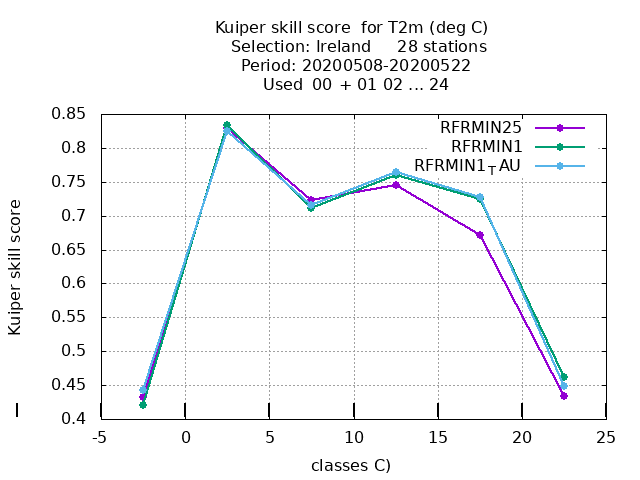 Kuiper skill score  for T2m (deg C)
Selection: Ireland     28 stations
Period: 20200508-20200522
Used  00 + 01 02 ... 24
RFRMIN25
RFRMIN1
RFRMIN1TAU
0.85
0.8
0.75
0.7
0.65
0.6
0.55
0.5
0.45
0.4
-5
0
5
10
15
20
25
Kuiper skill score
classes C)